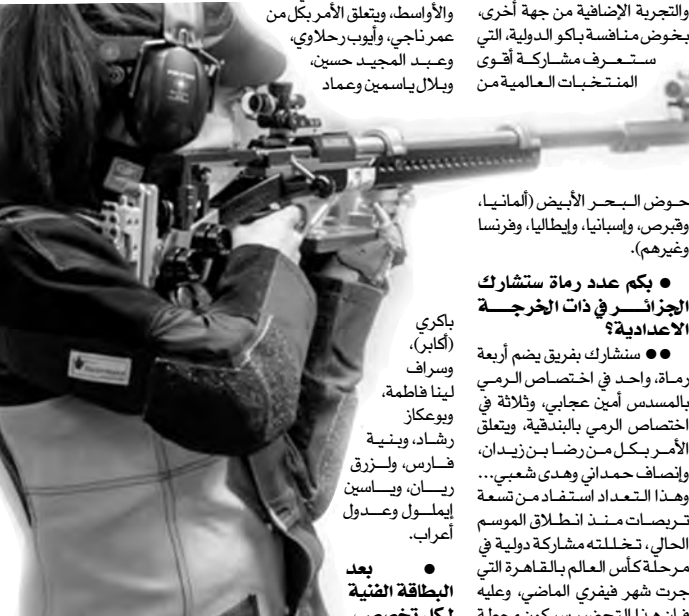 والتجربة الإضافية من جهة أخرى،
بخوض منافسة باكو الدولية، التي
ستعرف مشاركة أقوى
المنتخبات العالمية من
حوض البحر الأبيض (ألمانيا،
وقبرص، وإسبانيا، وإيطاليا، وفرنسا
وغيرهم).
● بكم عدد رماة ستشارك
الجزائر في ذات الخرجة
الاعدادية؟
●● سنشارك بفريق يضم أربعة
رماة، واحد في اختصاص الرمي
بالمسدس أمين عجابي، وثلاثة في
اختصاص الرمي بالبندقية، ويتعلق
الأمر بكل من رضا بن زيدان،
وإنصاف حمداني وهدى شعبي...
وهذا التعداد استفاد من تسعة
تربصات منذ انطلاق الموسم
الحالي، تخللته مشاركة دولية في
مرحلة كأس العالم بالقاهرة التي
جرت شهر فيفري الماضي، وعليه
والأواسط، ويتعلق الأمر بكل من
عمر ناجي، وأيوب رحلاوي،
وعبد المجيد حسين،
وبلال ياسمين وعماد
باكري
(أكابر)،
وسراف
لينا فاطمة،
وبوعكاز
رشاد، وبنية
فارس، ولزرق
ريان، وياسين
إيملول وعدول
أعراب.
● بعد
البطاقة الفنية